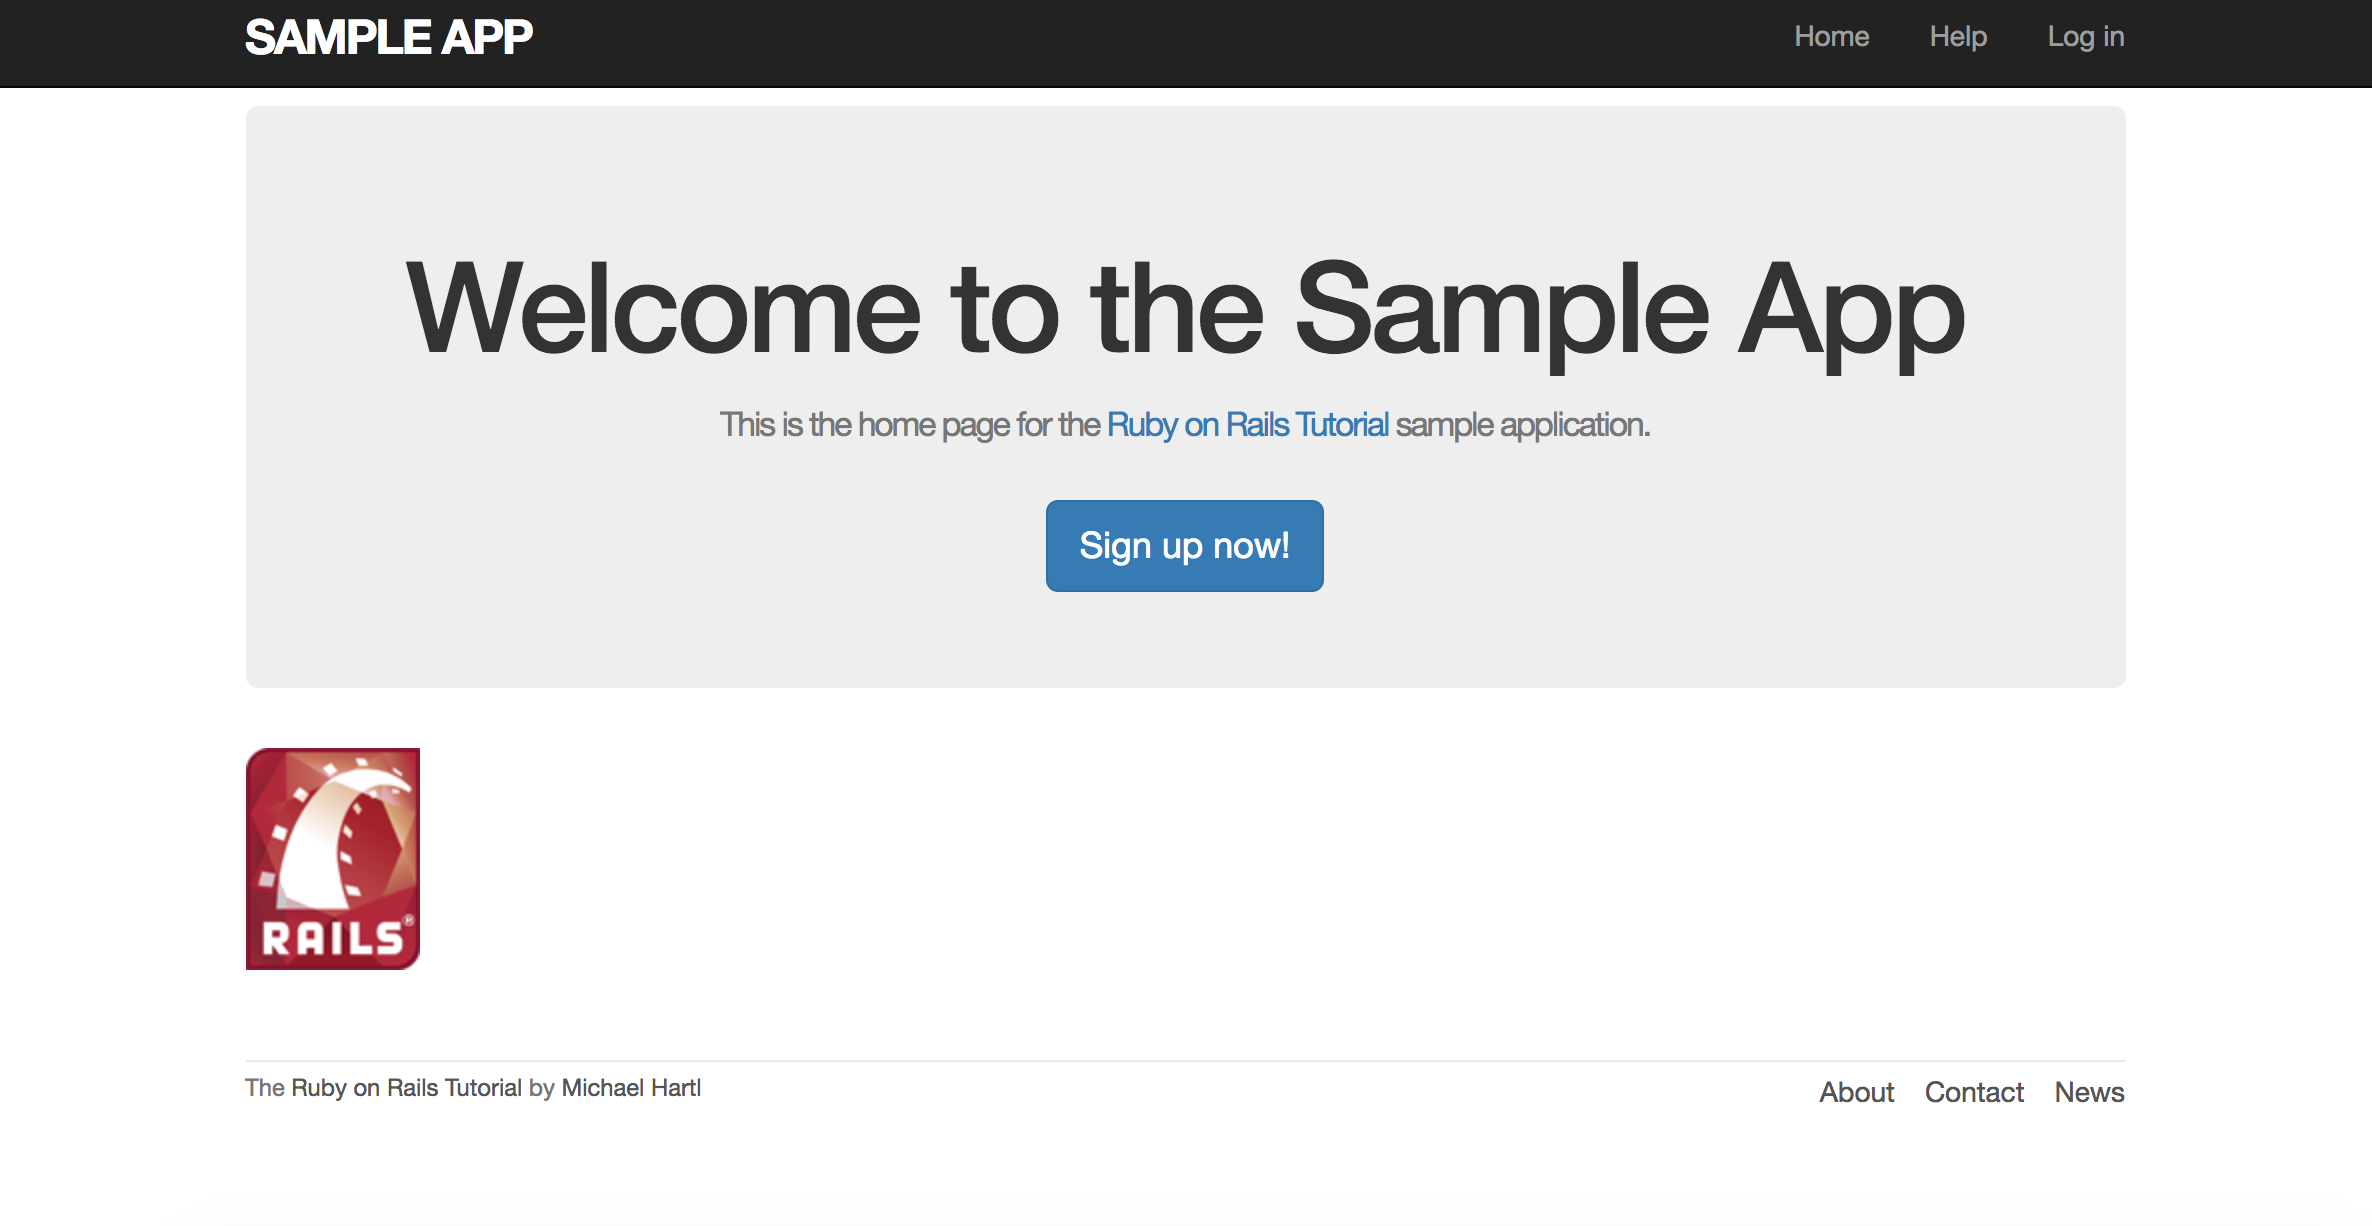 SAMPLE APP
Home Help Log in
Welcome to the Sample App
This is the home page for the Ruby on Rails Tutorial sample application.
Sign up now!
RAILS®
The Ruby on Rails Tutorial by Michael Hartl
About Contact News